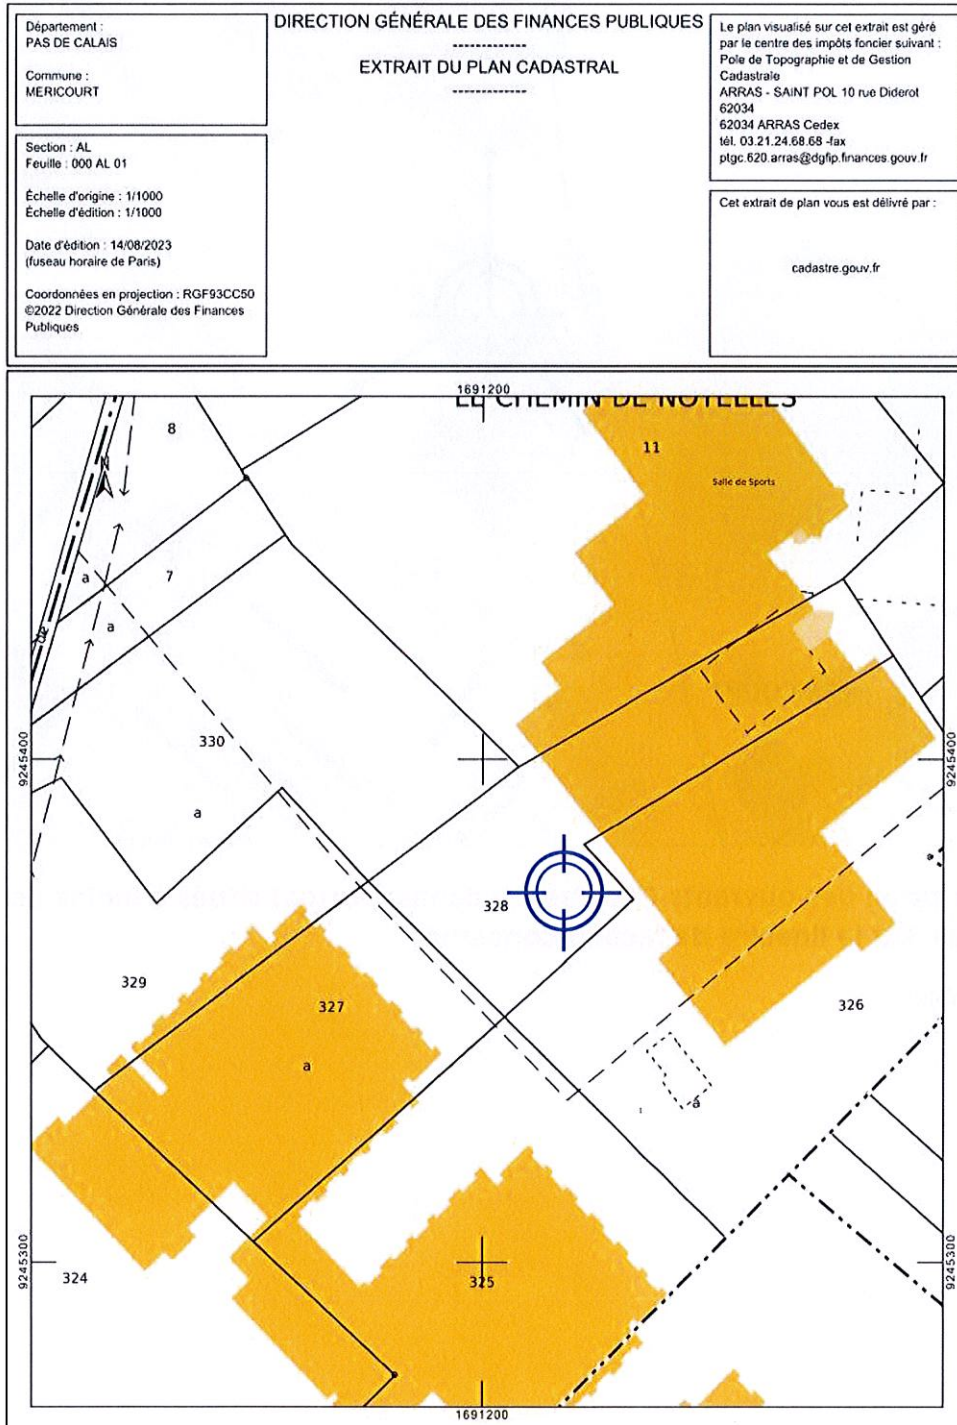 Département :
PAS DE CALAIS
Commune :
MERICOURT
Section : AL
Feuille : 000 AL 01
Échelle d'origine : 1/1000
Échelle d'édition : 1/1000
Date d'édition : 14/08/2023
(fuseau horaire de Paris)
Coordonnées en projection : RGF93CC50
©2022 Direction Générale des Finances
Publiques
DIRECTION GÉNÉRALE DES FINANCES PUBLIQUES
-------------
EXTRAIT DU PLAN CADASTRAL
-------------
Le plan visualisé sur cet extrait est géré
par le centre des impôts foncier suivant :
Pole de Topographie et de Gestion
Cadastrale
ARRAS - SAINT POL 10 rue Diderot
62034
62034 ARRAS Cedex
tél. 03.21.24.68.68 -fax
ptgc.620.arras@dgfip.finances.gouv.fr
Cet extrait de plan vous est délivré par :
cadastre.gouv.fr
1691200
LE CHEMIN DE NOYELLES
8
11
Salle de Sports
N
a
7
a
de
330
9245400
9245400
a
328
329
327
326
a
a
9245300
9245300
324
325
1691200